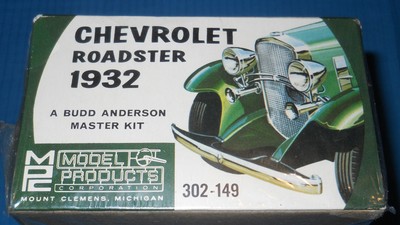 CHEVROLET
ROADSTER
1932
A BUDD ANDERSON
MASTER KIT
MPC MODEL
PRODUCTS
CORPORATION
MOUNT CLEMENS, MICHIGAN
302-149